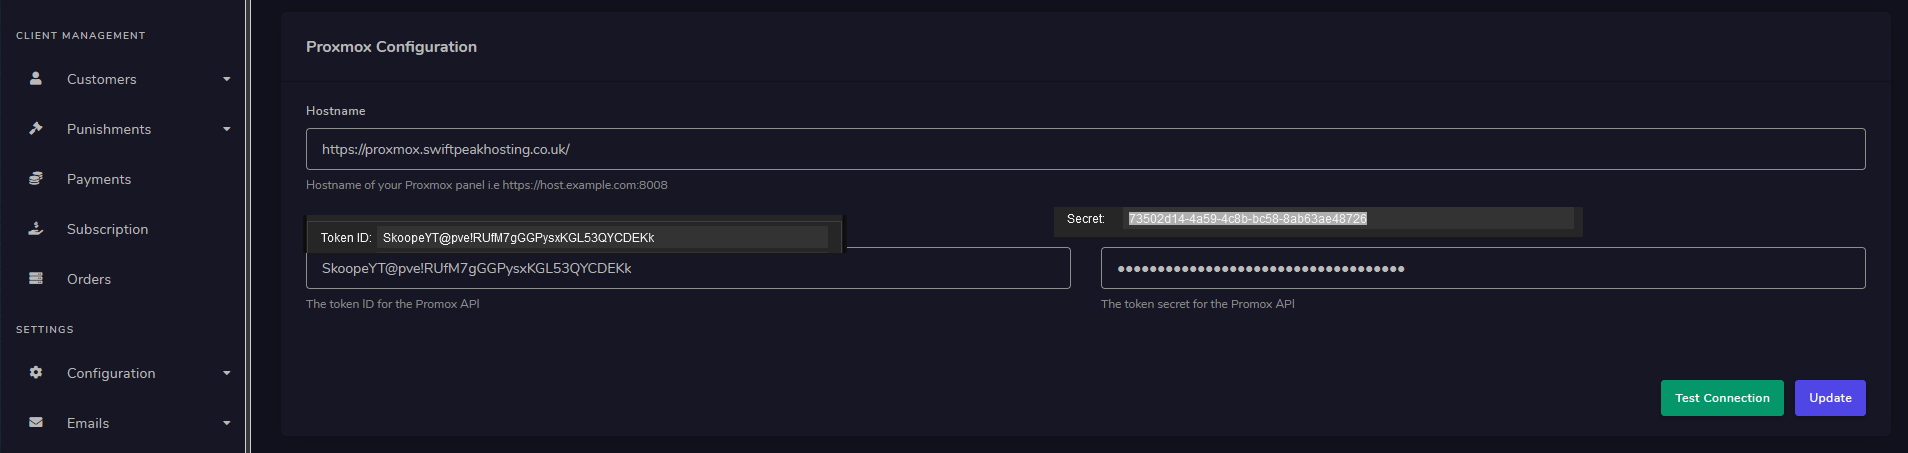 CLIENT MANAGEMENT
Customers
Punishments
Payments
Subscription
Orders
SETTINGS
Configuration
Emails
Proxmox Configuration
Hostname
https://proxmox.swiftpeakhosting.co.uk/
Hostname of your Proxmox panel i.e https://host.example.com:8008
Token ID: SkoopeYT@pve!RUfM7gGGPysxKGL53QYCDEKk
Secret: 73502d14-4a59-4c8b-bc58-8ab63ae48726
SkoopeYT@pve!RUfM7gGGPysxKGL53QYCDEKk
The token ID for the Promox API
The token secret for the Promox API
Test Connection
Update